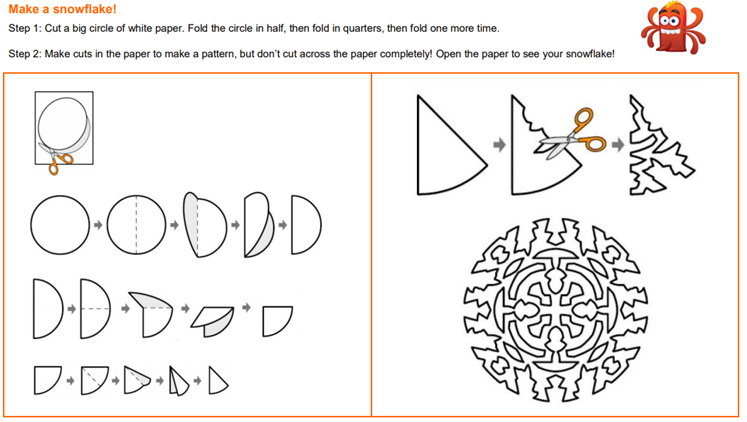 Make a snowflake!
Step 1: Cut a big circle of white paper. Fold the circle in half, then fold in quarters, then fold one more time.
Step 2: Make cuts in the paper to make a pattern, but don’t cut across the paper completely! Open the paper to see your snowflake!